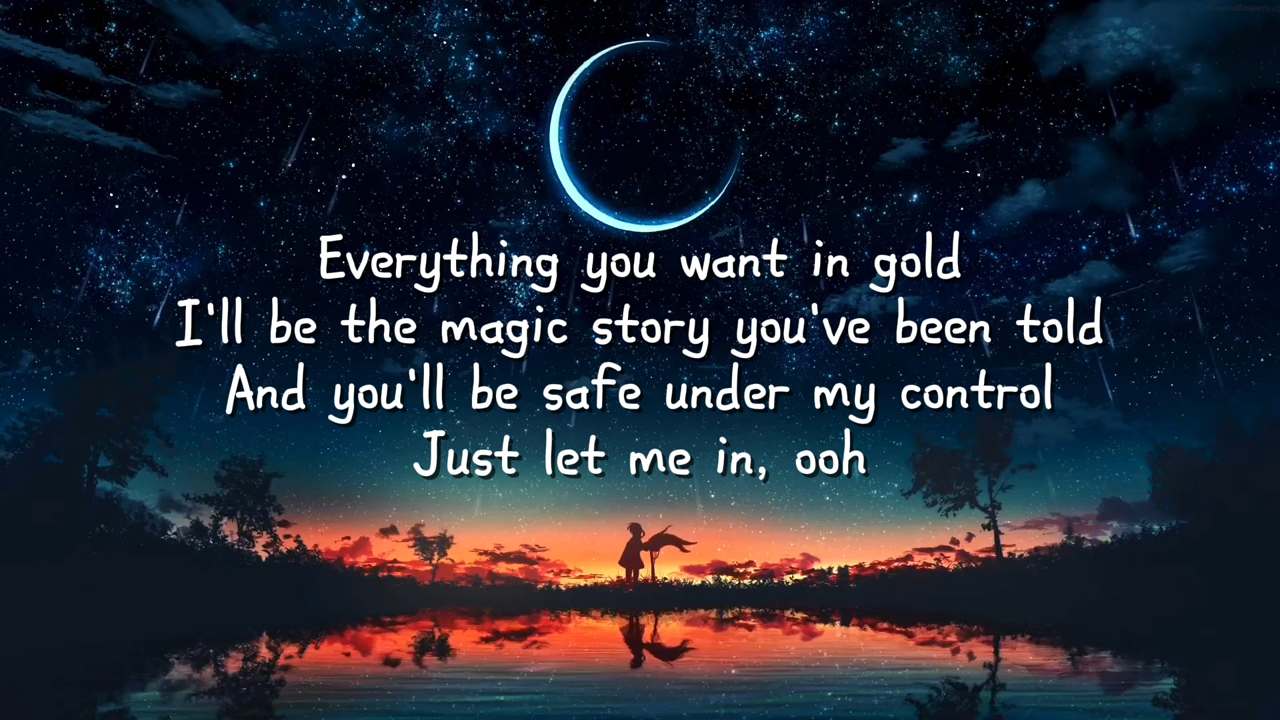 Everything you want in gold
I'll be the magic story you've been told
And you'll be safe under my control
Just let me in, ooh